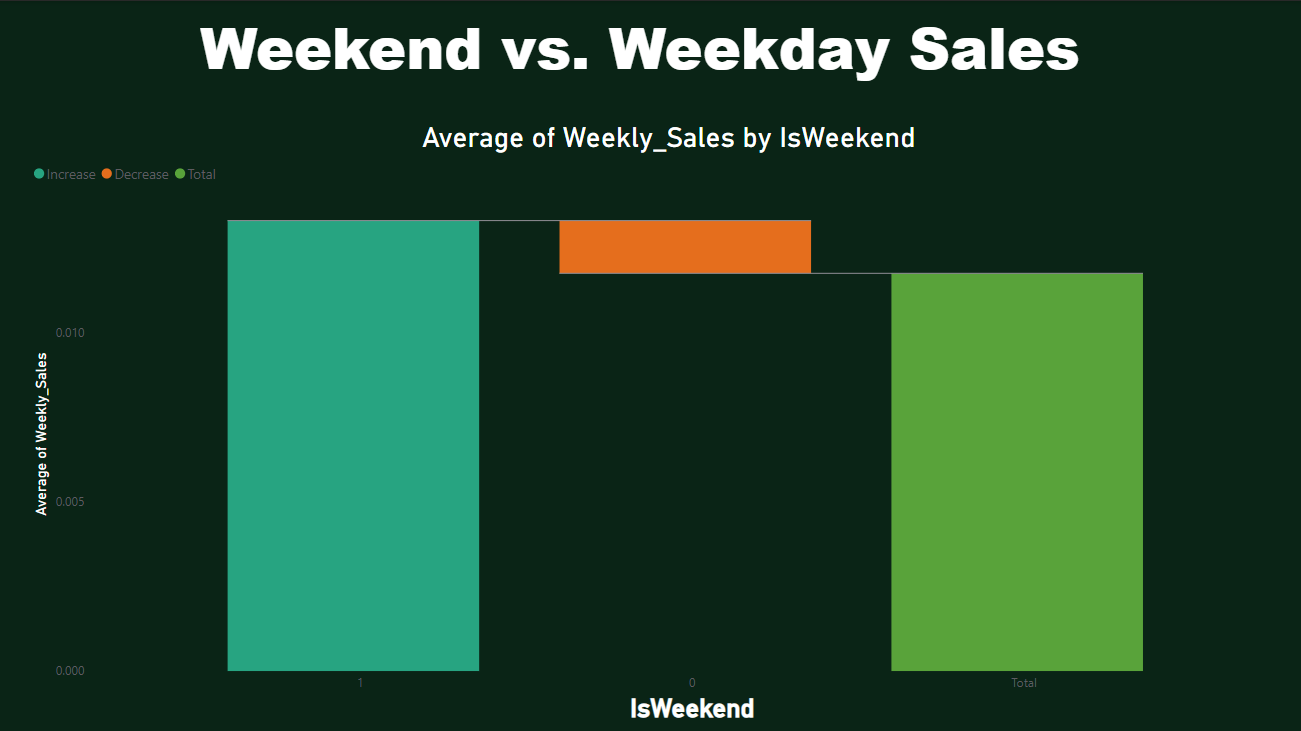 Weekend vs. Weekday Sales
Average of Weekly_Sales by IsWeekend
Increase Decrease Total
0.010
0.005
0.000
Average of Weekly_Sales
1 0 Total
IsWeekend